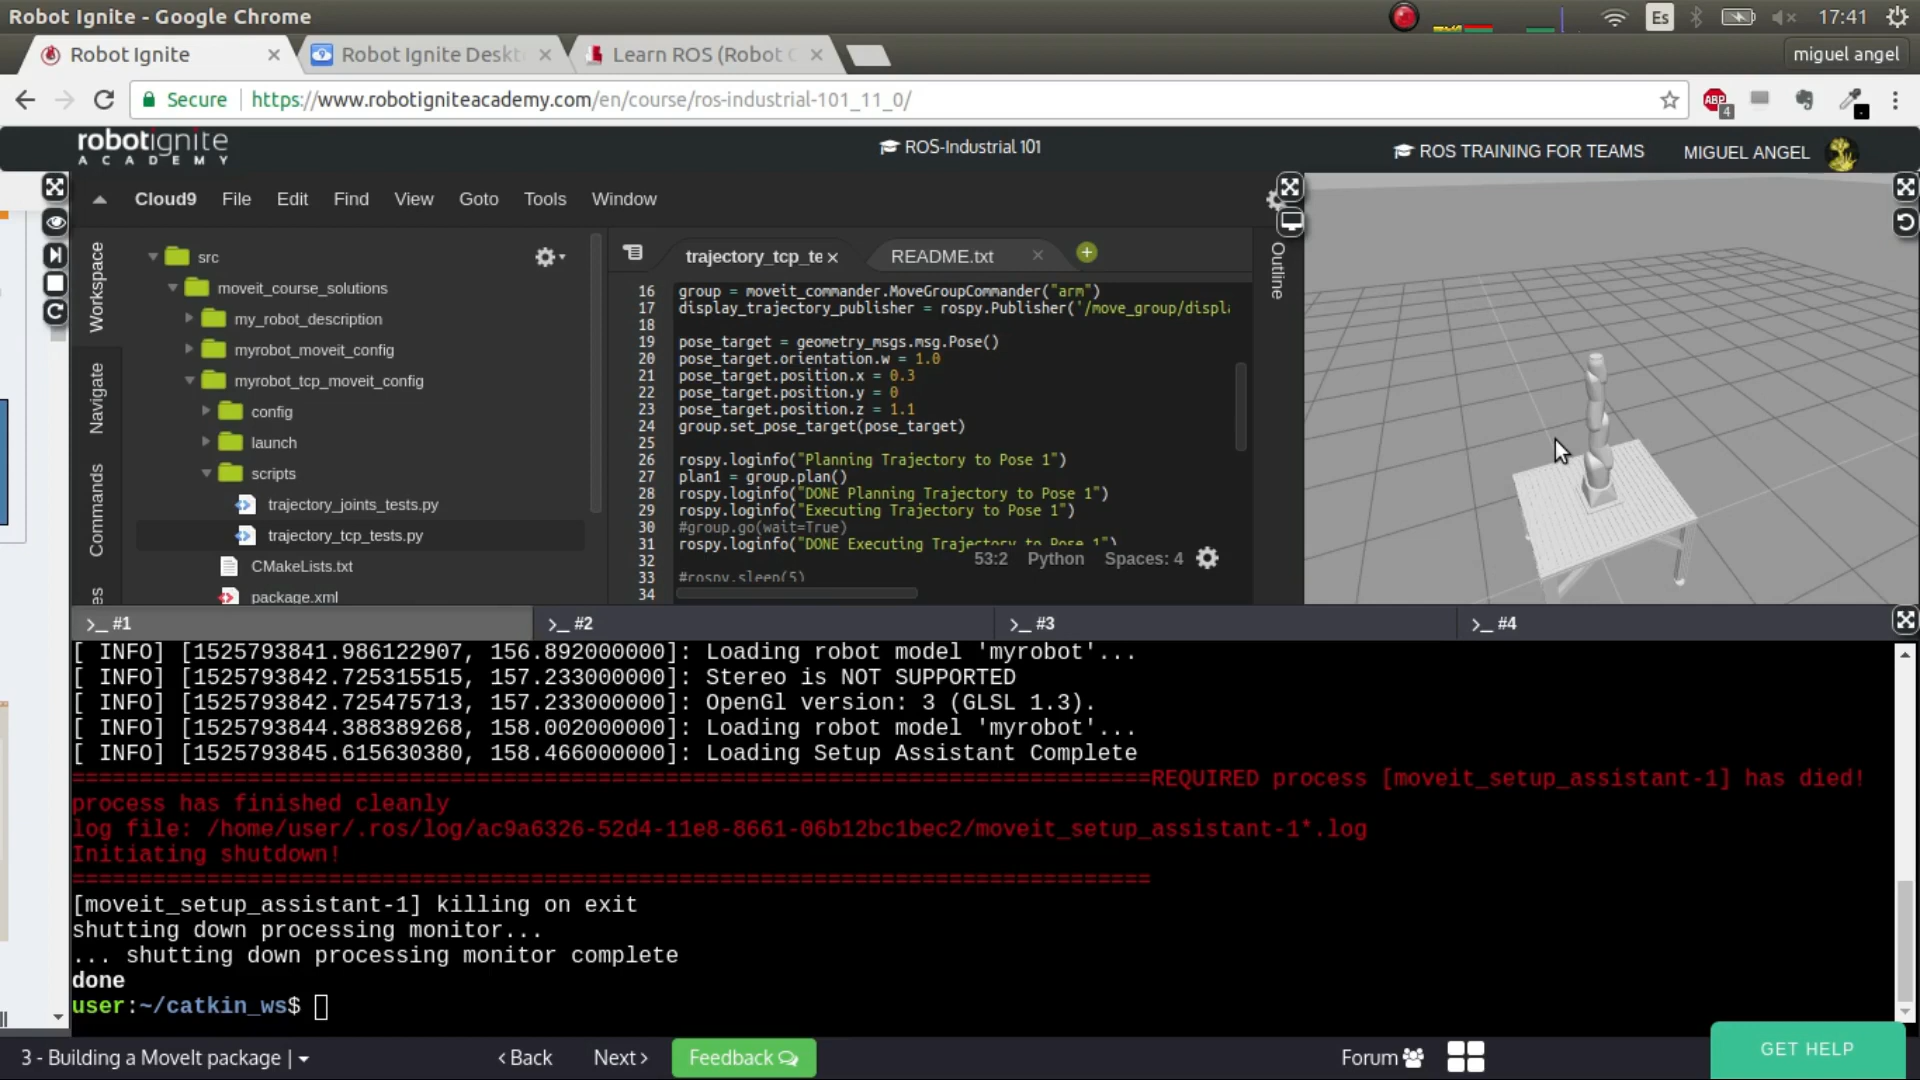 Robot Ignite - Google Chrome
Es
17:41
Robot Ignite
Robot Ignite Deskt
Learn ROS (Robot
miguel angel
Secure
https://www.robotigniteacademy.com/en/course/ros-industrial-101_11_0/
ABP
4
robotignite
ACADEMY
ROS-Industrial 101
ROS TRAINING FOR TEAMS
MIGUEL ANGEL
Cloud9 File Edit Find View Goto Tools Window
Workspace
Navigate
Commands
es
src
moveit_course_solutions
my_robot_description
myrobot_moveit_config
myrobot_tcp_moveit_config
config
launch
scripts
trajectory_joints_tests.py
trajectory_tcp_tests.py
CMakeLists.txt
package.xml
trajectory_tcp_te
README.txt
Outline
16 group = moveit_commander.MoveGroupCommander("arm")
17 display_trajectory_publisher = rospy.Publisher('/move_group/displ
18
19 pose_target = geometry_msgs.msg.Pose()
20 pose_target.orientation.w = 1.0
21 pose_target.position.x = 0.3
22 pose_target.position.y = 0
23 pose_target.position.z = 1.1
24 group.set_pose_target(pose_target)
25
26 rospy.loginfo("Planning Trajectory to Pose 1")
27 plan1 = group.plan()
28 rospy.loginfo("DONE Planning Trajectory to Pose 1")
29 rospy.loginfo("Executing Trajectory to Pose 1")
30 #group.go(wait=True)
31 rospy.loginfo("DONE Executing Trajectory to Pose 1")
32
33 #rospy.sleep(5)
34
53:2 Python Spaces: 4
>_ #1
>_ #2
>_ #3
>_ #4
[ INFO] [1525793841.986122907, 156.892000000]: Loading robot model 'myrobot'...
[ INFO] [1525793842.725315515, 157.233000000]: Stereo is NOT SUPPORTED
[ INFO] [1525793842.725475713, 157.233000000]: OpenGl version: 3 (GLSL 1.3).
[ INFO] [1525793844.388389268, 158.002000000]: Loading robot model 'myrobot'...
[ INFO] [1525793845.615630380, 158.466000000]: Loading Setup Assistant Complete
================================================================================REQUIRED process [moveit_setup_assistant-1] has died!
process has finished cleanly
log file: /home/user/.ros/log/ac9a6326-52d4-11e8-8661-06b12bc1bec2/moveit_setup_assistant-1*.log
Initiating shutdown!
================================================================================
[moveit_setup_assistant-1] killing on exit
shutting down processing monitor...
... shutting down processing monitor complete
done
user:~/catkin_ws$
3 - Building a MoveIt package |
‹ Back
Next ›
Feedback
Forum
GET HELP